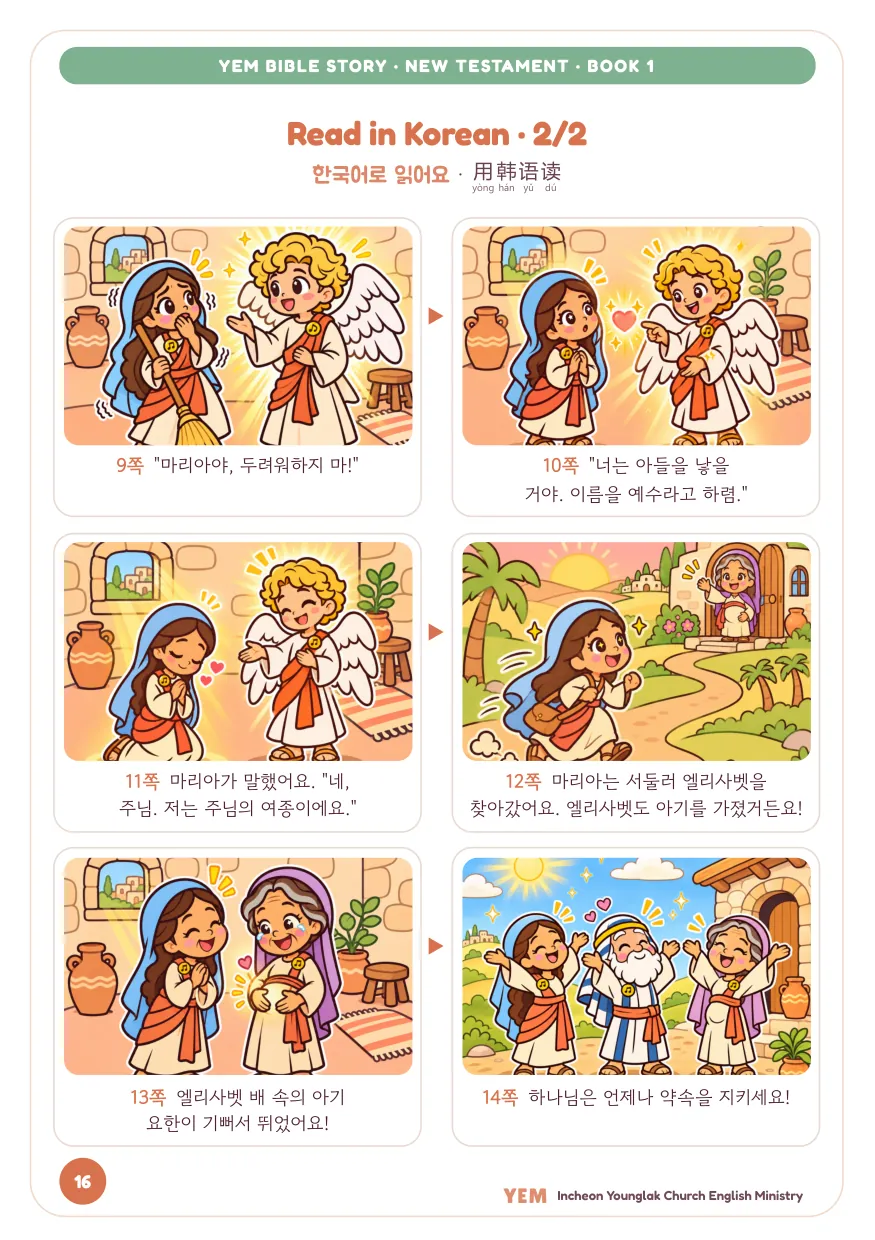 YEM BIBLE STORY · NEW TESTAMENT · BOOK 1
Read in Korean · 2/2
한국어로 읽어요 · 用韩语读
yòng hán yǔ dú
9쪽 "마리아야, 두려워하지 마!"
10쪽 "너는 아들을 낳을
거야. 이름을 예수라고 하렴."
11쪽 마리아가 말했어요. "네,
주님. 저는 주님의 여종이에요."
12쪽 마리아는 서둘러 엘리사벳을
찾아갔어요. 엘리사벳도 아기를 가졌거든요!
13쪽 엘리사벳 배 속의 아기
요한이 기뻐서 뛰었어요!
14쪽 하나님은 언제나 약속을 지키세요!
16
YEM Incheon Younglak Church English Ministry